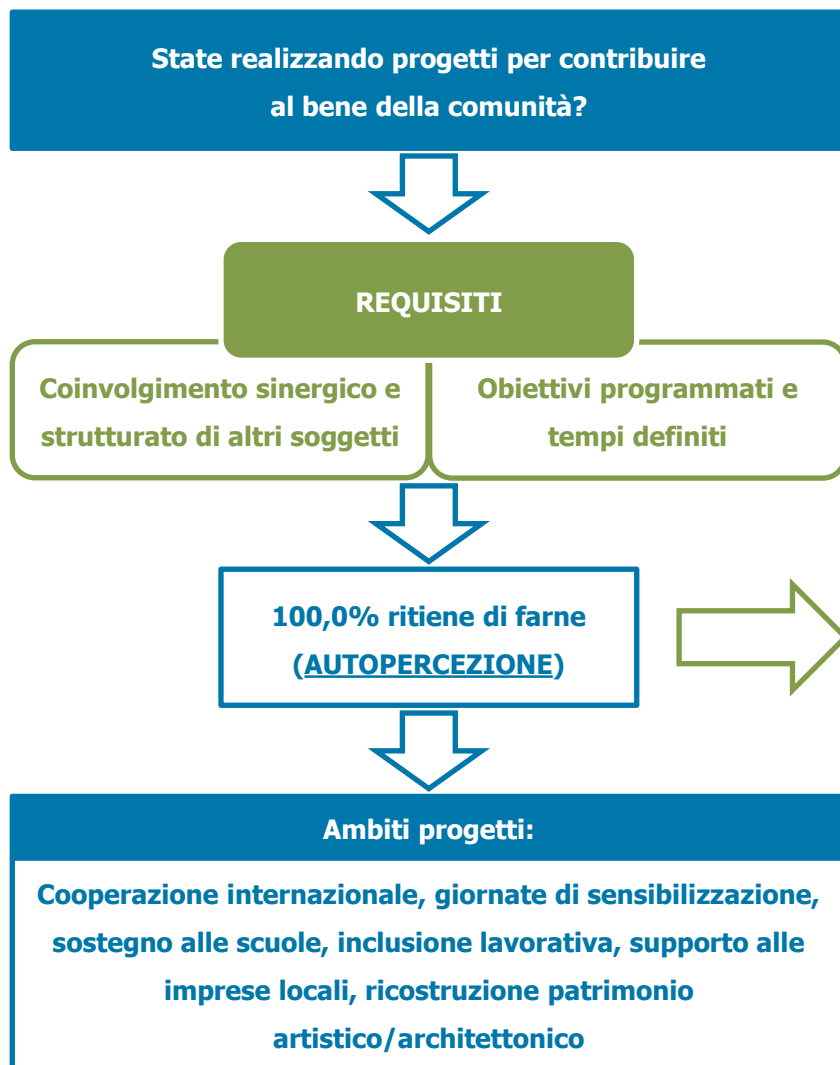 State realizzando progetti per contribuire
al bene della comunità?
REQUISITI
Coinvolgimento sinergico e
strutturato di altri soggetti
Obiettivi programmati e
tempi definiti
100,0% ritiene di farne
(AUTOPERCEZIONE)
Ambiti progetti:
Cooperazione internazionale, giornate di sensibilizzazione,
sostegno alle scuole, inclusione lavorativa, supporto alle
imprese locali, ricostruzione patrimonio
artistico/architettonico